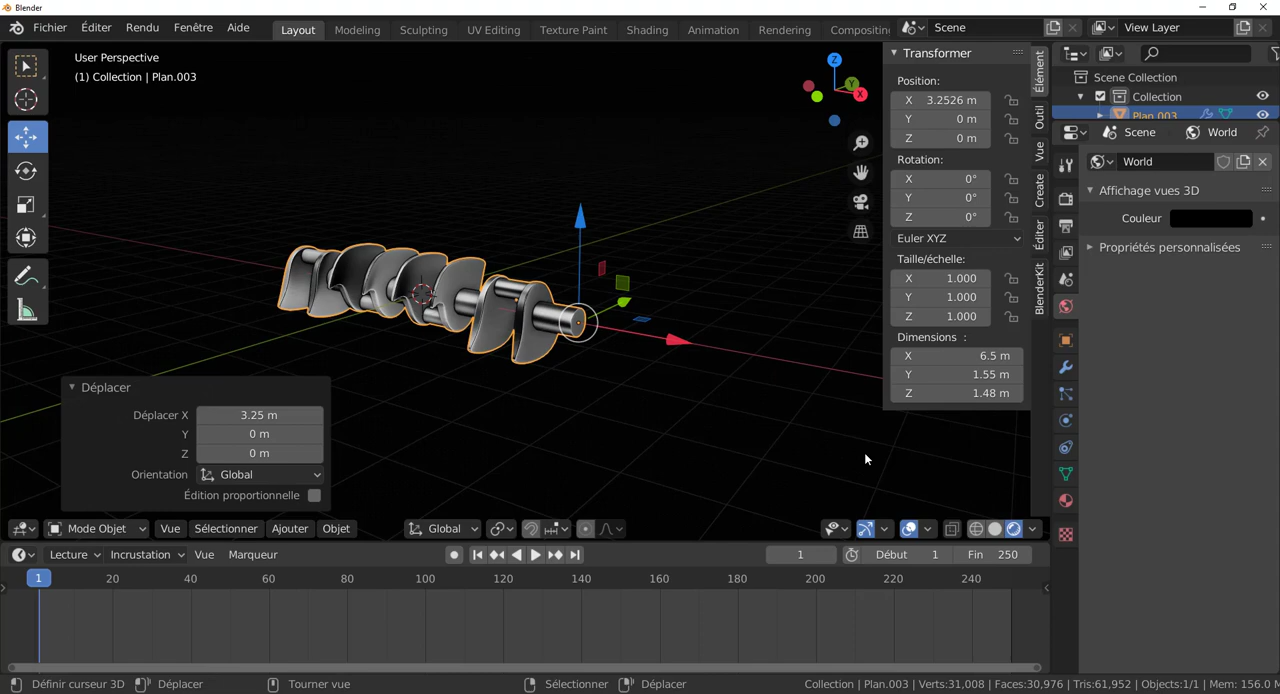 Blender
Fichier Éditer Rendu Fenêtre Aide Layout Modeling Sculpting UV Editing Texture Paint Shading Animation Rendering Compositing Scene View Layer
User Perspective
(1) Collection | Plan.003
Z
Y
X
Transformer
Position:
X 3.2526 m
Y 0 m
Z 0 m
Rotation:
X 0°
Y 0°
Z 0°
Euler XYZ
Taille/échelle:
X 1.000
Y 1.000
Z 1.000
Dimensions :
X 6.5 m
Y 1.55 m
Z 1.48 m
Élément
Outil
Vue
Create
Éditer
BlenderKit
Scene Collection
Collection
Plan.003
Scene World
World
Affichage vues 3D
Couleur
Propriétés personnalisées
Déplacer
Déplacer X 3.25 m
Y 0 m
Z 0 m
Orientation Global
Édition proportionnelle
Mode Objet Vue Sélectionner Ajouter Objet Global
Lecture Incrustation Vue Marqueur 1 Début 1 Fin 250
1 20 40 60 80 100 120 140 160 180 200 220 240
Définir curseur 3D Déplacer Tourner vue Sélectionner Déplacer Collection | Plan.003 | Verts:31,008 | Faces:30,976 | Tris:61,952 | Objects:1/1 | Mem: 156.0